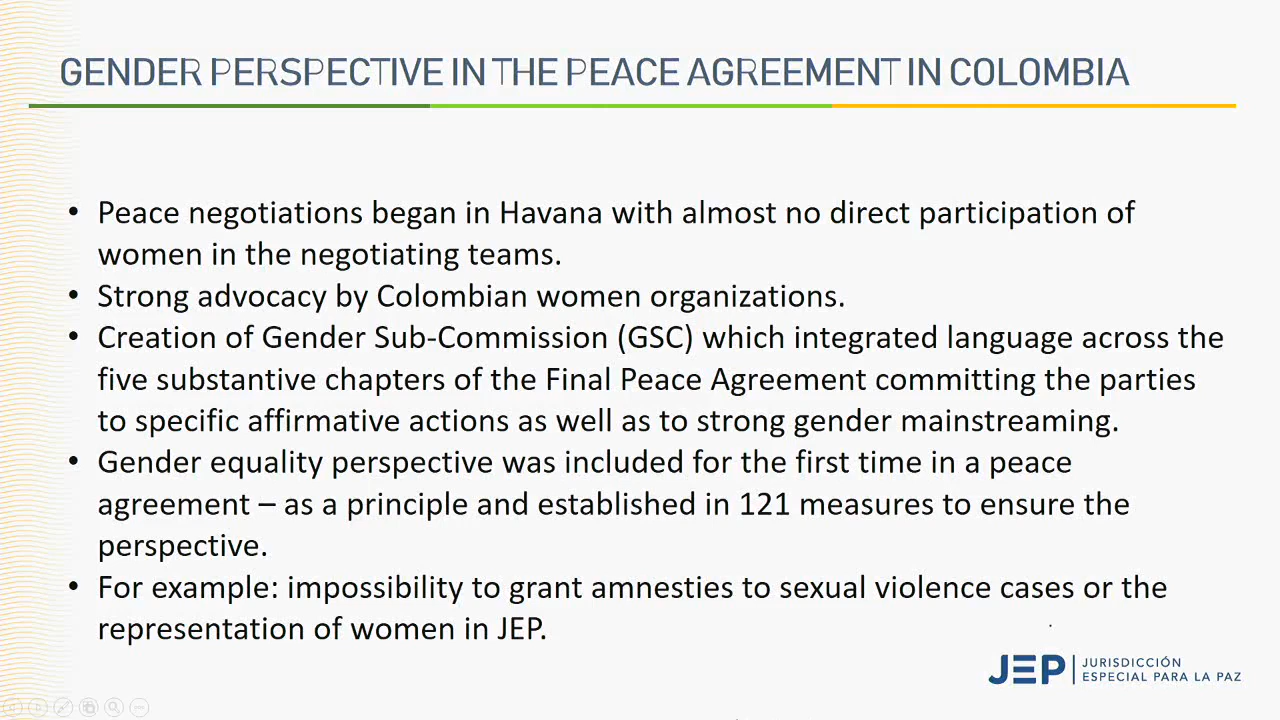 GENDER PERSPECTIVE IN THE PEACE AGREEMENT IN COLOMBIA
• Peace negotiations began in Havana with almost no direct participation of
women in the negotiating teams.
• Strong advocacy by Colombian women organizations.
• Creation of Gender Sub-Commission (GSC) which integrated language across the
five substantive chapters of the Final Peace Agreement committing the parties
to specific affirmative actions as well as to strong gender mainstreaming.
• Gender equality perspective was included for the first time in a peace
agreement – as a principle and established in 121 measures to ensure the
perspective.
• For example: impossibility to grant amnesties to sexual violence cases or the
representation of women in JEP.
JEP | JURISDICCIÓN
ESPECIAL PARA LA PAZ